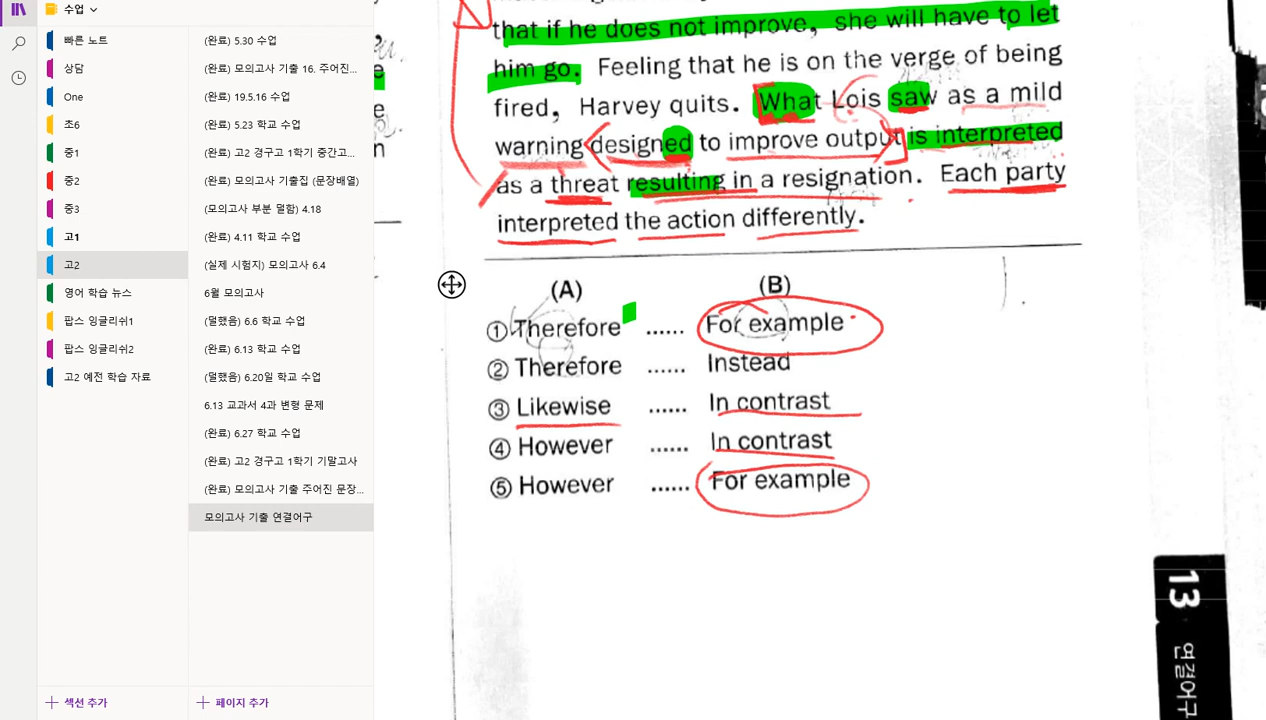 수업
빠른 노트
상담
One
초6
중1
중2
중3
고1
고2
영어 학습 뉴스
팝스 잉글리쉬1
팝스 잉글리쉬2
고2 예전 학습 자료
섹션 추가
(완료) 5.30 수업
(완료) 모의고사 기출 16. 주어진...
(완료) 19.5.16 수업
(완료) 5.23 학교 수업
(완료) 고2 경구고 1학기 중간고...
(완료) 모의고사 기출집 (문장배열)
(모의고사 부분 덜함) 4.18
(완료) 4.11 학교 수업
(실제 시험지) 모의고사 6.4
6월 모의고사
(덜했음) 6.6 학교 수업
(완료) 6.13 학교 수업
(덜했음) 6.20일 학교 수업
6.13 교과서 4과 변형 문제
(완료) 6.27 학교 수업
(완료) 고2 경구고 1학기 기말고사
(완료) 모의고사 기출 주어진 문장...
모의고사 기출 연결어구
페이지 추가
that if he does not improve, she will have to let
him go. Feeling that he is on the verge of being
fired, Harvey quits. What Lois saw as a mild
warning designed to improve output is interpreted
as a threat resulting in a resignation. Each party
interpreted the action differently.
(A) (B)
① Therefore ...... For example
② Therefore ...... Instead
③ Likewise ...... In contrast
④ However ...... In contrast
⑤ However ...... For example
13
연결어구